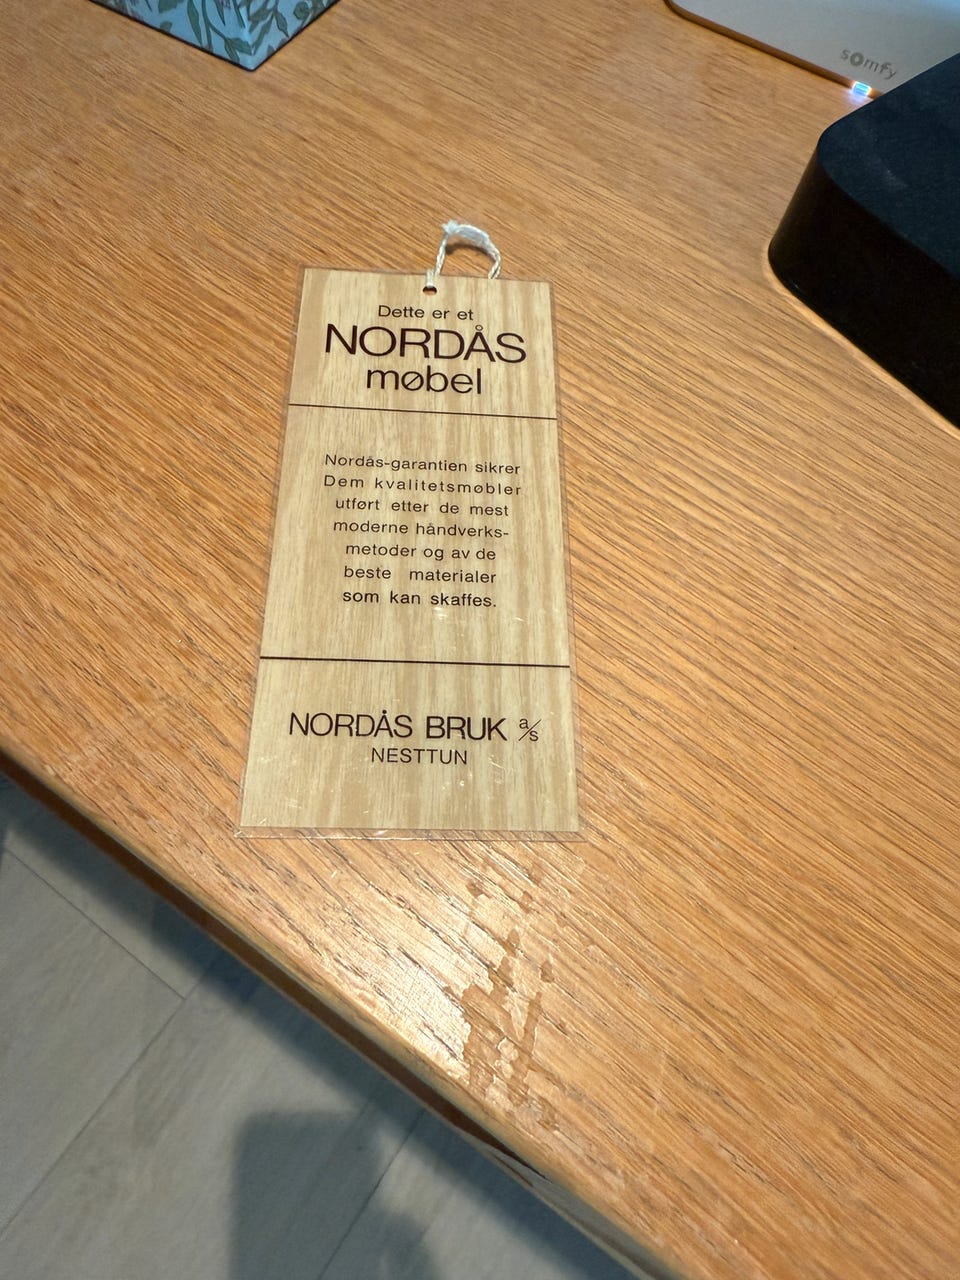 somfy
Dette er et
NORDÅS
møbel
Nordås-garantien sikrer
Dem kvalitetsmøbler
utført etter de mest
moderne håndverks-
metoder og av de
beste materialer
som kan skaffes.
NORDÅS BRUK a/s
NESTTUN